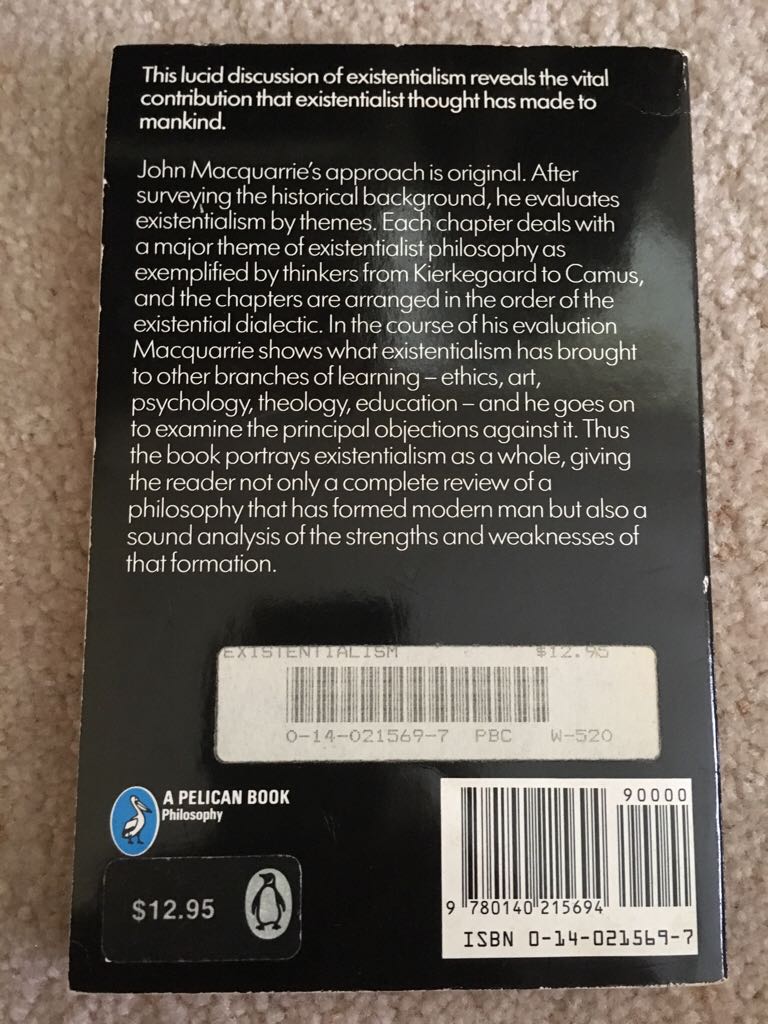 This lucid discussion of existentialism reveals the vital
contribution that existentialist thought has made to
mankind.
John Macquarrie's approach is original. After
surveying the historical background, he evaluates
existentialism by themes. Each chapter deals with
a major theme of existentialist philosophy as
exemplified by thinkers from Kierkegaard to Camus,
and the chapters are arranged in the order of the
existential dialectic. In the course of his evaluation
Macquarrie shows what existentialism has brought
to other branches of learning – ethics, art,
psychology, theology, education – and he goes on
to examine the principal objections against it. Thus
the book portrays existentialism as a whole, giving
the reader not only a complete review of a
philosophy that has formed modern man but also a
sound analysis of the strengths and weaknesses of
that formation.
EXISTENTIALISM $12.95
0-14-021569-7 PBC W-520
A PELICAN BOOK
Philosophy
$12.95
90000
9 780140 215694
ISBN 0-14-021569-7